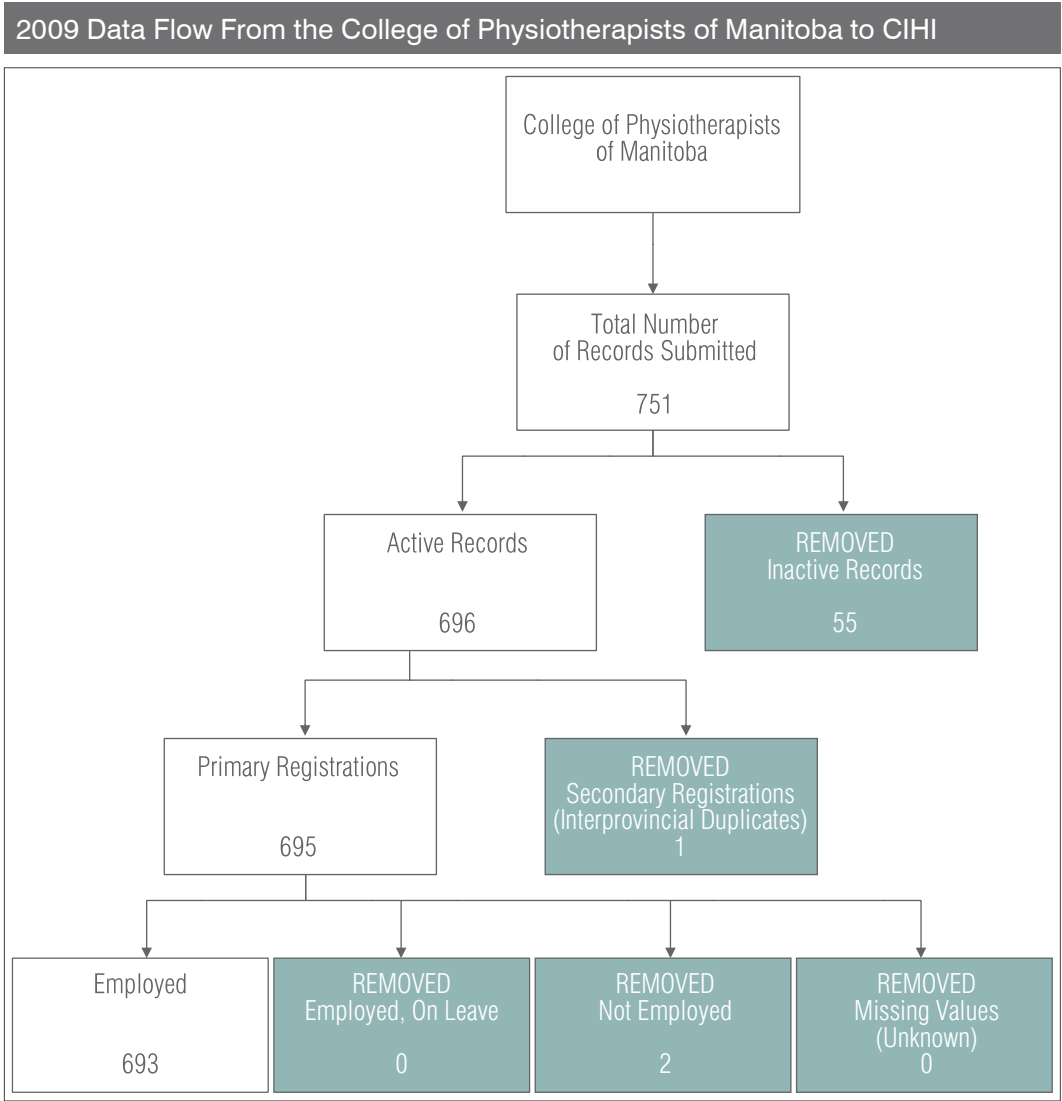 2009 Data Flow From the College of Physiotherapists of Manitoba to CIHI
College of Physiotherapists
of Manitoba
Total Number
of Records Submitted
751
Active Records
696
REMOVED
Inactive Records
55
Primary Registrations
695
REMOVED
Secondary Registrations
(Interprovincial Duplicates)
1
Employed
693
REMOVED
Employed, On Leave
0
REMOVED
Not Employed
2
REMOVED
Missing Values
(Unknown)
0